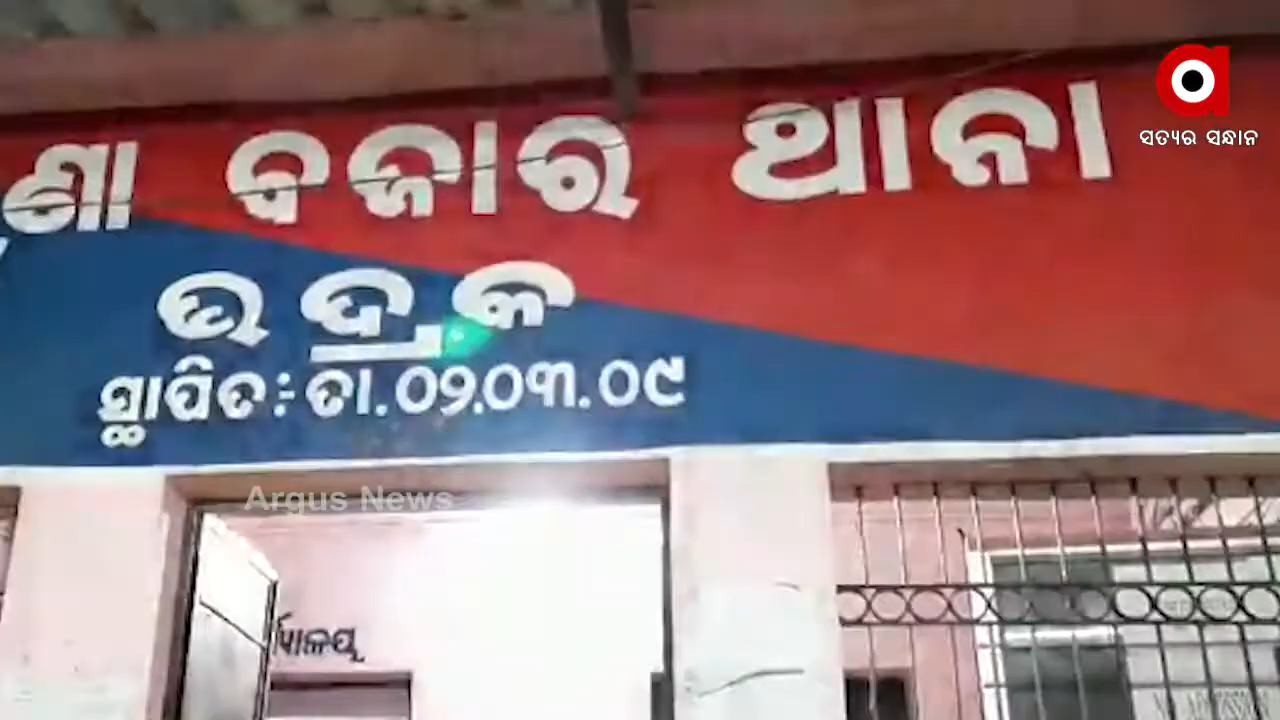 ବଜାର ଥାନା
ଭଦ୍ରକ
ସ୍ଥାପିତ:- ତା.୦୨.୦୩.୦୯
ସତ୍ୟର ସନ୍ଧାନ
Argus News